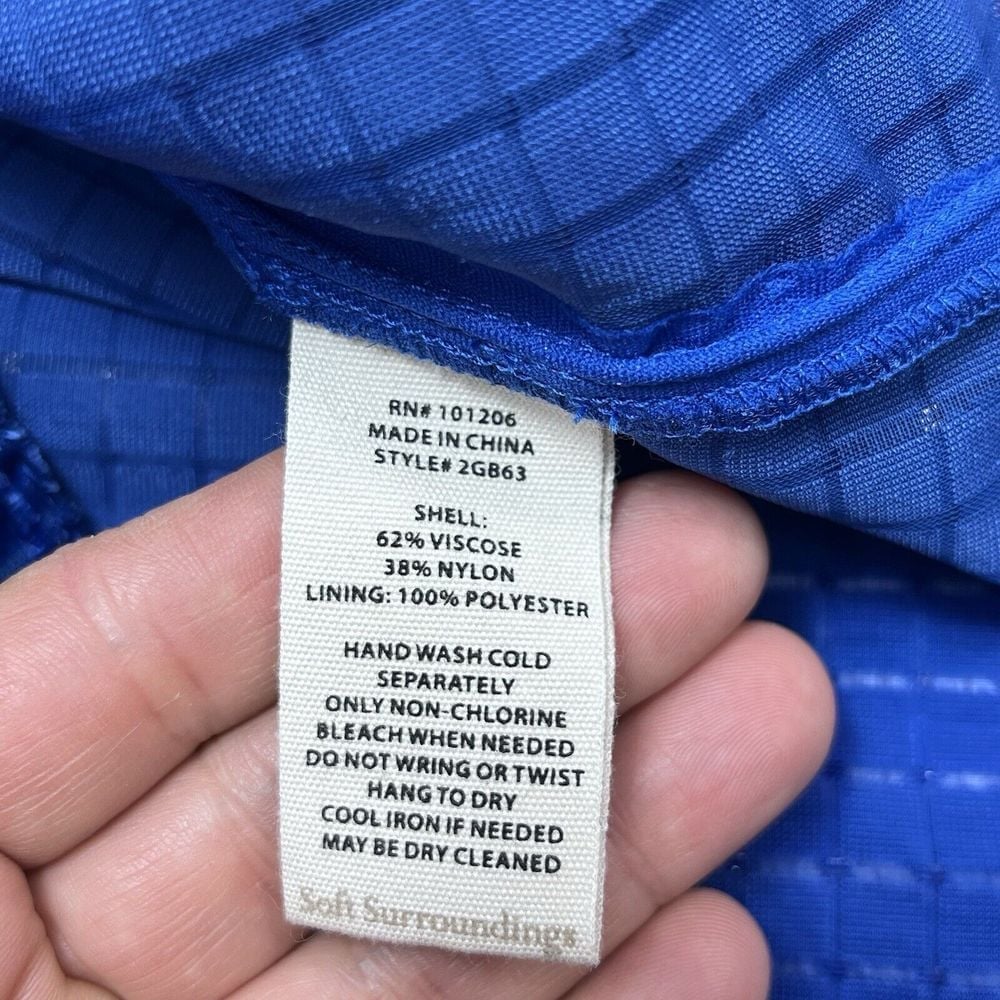 RN# 101206
MADE IN CHINA
STYLE# 2GB63
SHELL:
62% VISCOSE
38% NYLON
LINING: 100% POLYESTER
HAND WASH COLD
SEPARATELY
ONLY NON-CHLORINE
BLEACH WHEN NEEDED
DO NOT WRING OR TWIST
HANG TO DRY
COOL IRON IF NEEDED
MAY BE DRY CLEANED
Soft Surroundings